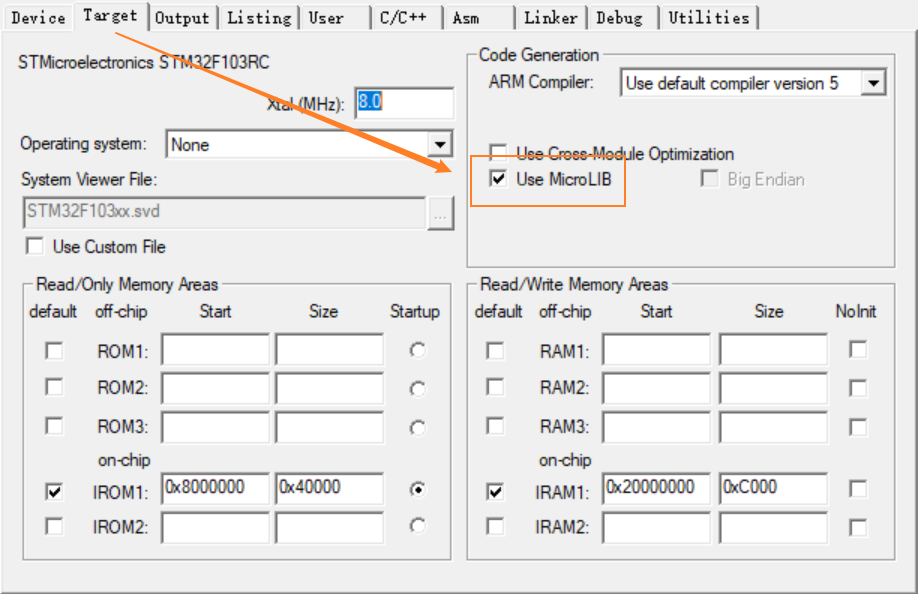 Device Target Output Listing User C/C++ Asm Linker Debug Utilities
STMicroelectronics STM32F103RC
Xtal (MHz): 8.0
Operating system: None
System Viewer File:
STM32F103xx.svd ...
Use Custom File
Code Generation
ARM Compiler: Use default compiler version 5
Use Cross-Module Optimization
Use MicroLIB Big Endian
Read/Only Memory Areas
default off-chip Start Size Startup
ROM1:
ROM2:
ROM3:
on-chip
IROM1: 0x8000000 0x40000
IROM2:
Read/Write Memory Areas
default off-chip Start Size NoInit
RAM1:
RAM2:
RAM3:
on-chip
IRAM1: 0x20000000 0xC000
IRAM2: